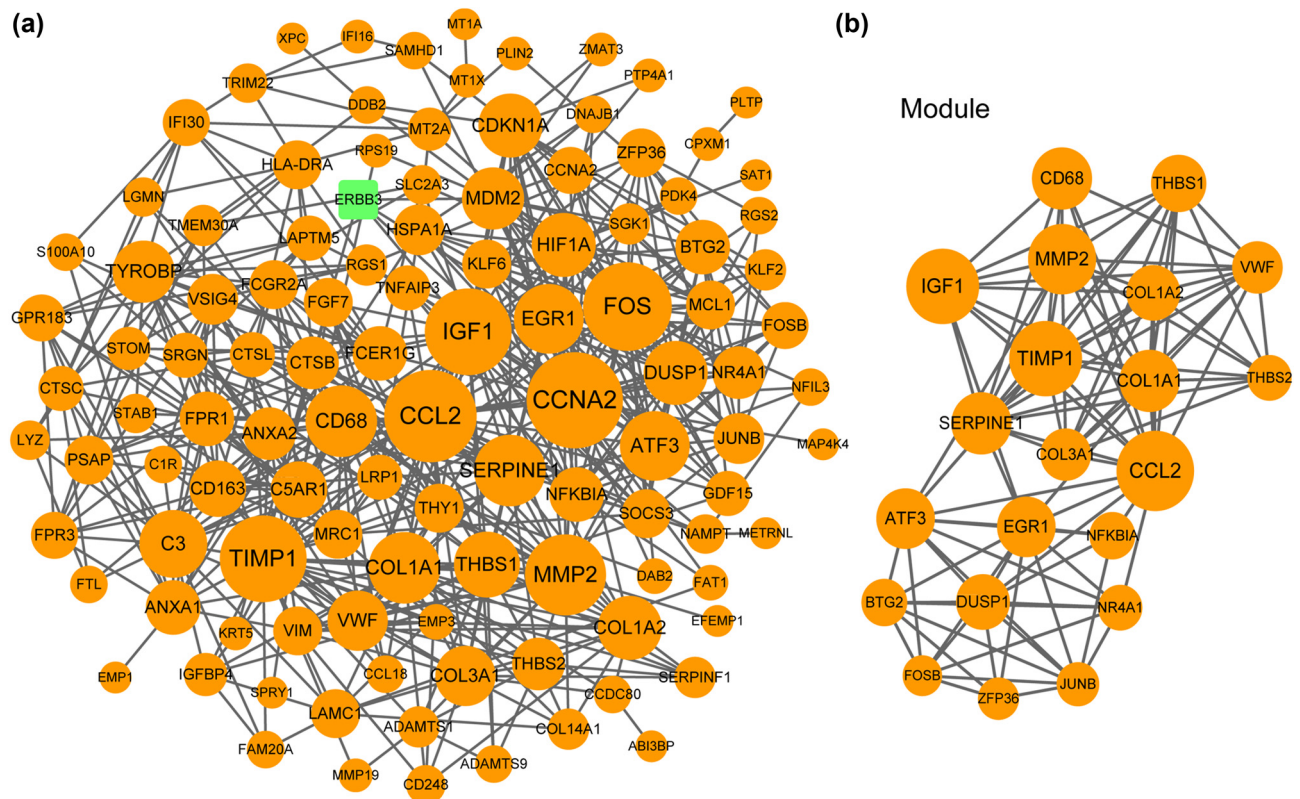 (a)
MT1A
XPC
IFI16
SAMHD1
PLIN2
ZMAT3
TRIM22
MT1X
PTP4A1
DDB2
PLTP
IFI30
MT2A
CDKN1A
DNAJB1
RPS19
ZFP36
CPXM1
HLA-DRA
SLC2A3
CCNA2
SAT1
LGMN
ERBB3
MDM2
PDK4
TMEM30A
HSPA1A
SGK1
RGS2
S100A10
LAPTM5
HIF1A
BTG2
TYROBP
RGS1
KLF6
KLF2
VSIG4
FCGR2A
FGF7
TNFAIP3
GPR183
IGF1
EGR1
FOS
MCL1
FOSB
STOM
SRGN
CTSL
CTSB
FCER1G
DUSP1
NR4A1
CTSC
NFIL3
STAB1
FPR1
CD68
CCL2
CCNA2
LYZ
ANXA2
ATF3
JUNB
MAP4K4
PSAP
C1R
SERPINE1
CD163
C5AR1
LRP1
NFKBIA
GDF15
THY1
SOCS3
FPR3
C3
MRC1
NAMPT
METRNL
TIMP1
COL1A1
THBS1
MMP2
DAB2
FAT1
FTL
ANXA1
KRT5
VIM
VWF
EMP3
COL1A2
EFEMP1
EMP1
IGFBP4
CCL18
COL3A1
THBS2
SERPINF1
SPRY1
CCDC80
LAMC1
ADAMTS1
COL14A1
FAM20A
ABI3BP
MMP19
ADAMTS9
CD248
(b)
Module
CD68
THBS1
MMP2
VWF
IGF1
COL1A2
TIMP1
COL1A1
THBS2
SERPINE1
COL3A1
CCL2
ATF3
EGR1
NFKBIA
BTG2
DUSP1
NR4A1
FOSB
JUNB
ZFP36